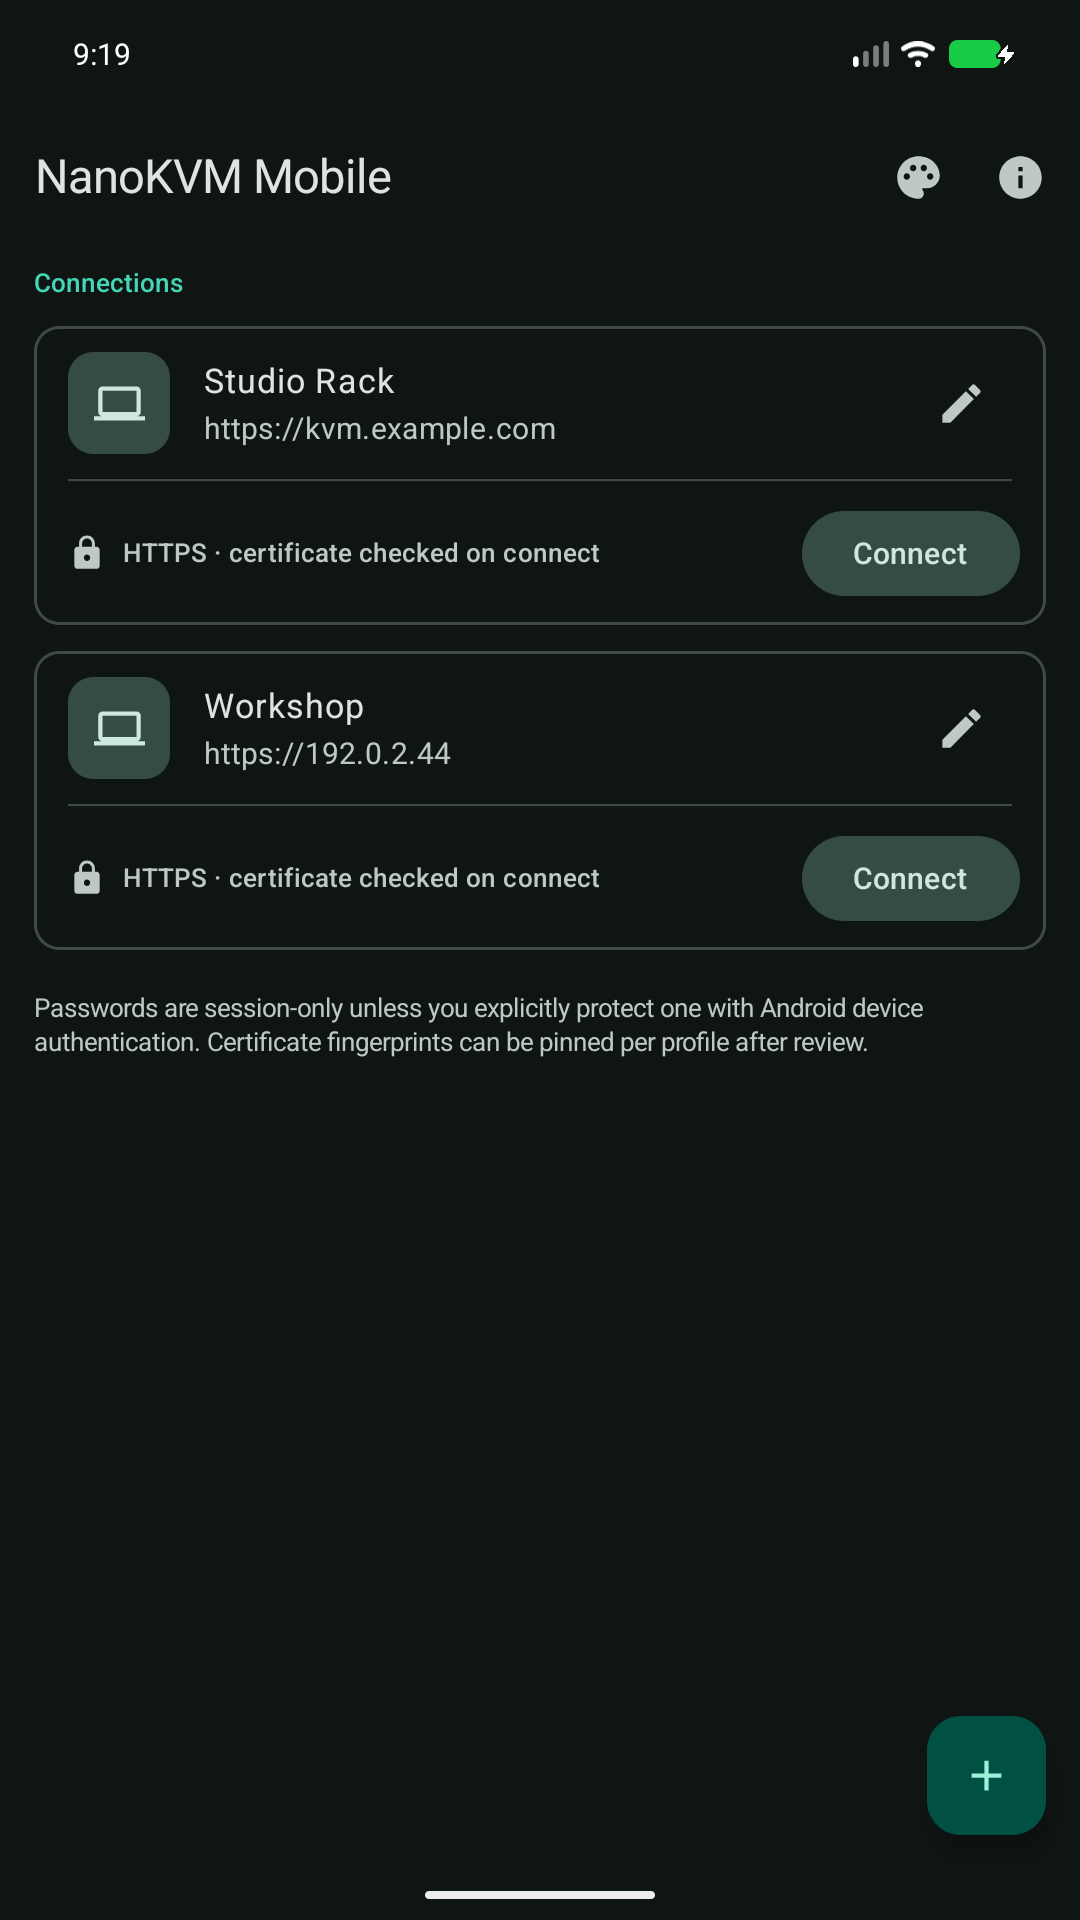 9:19
NanoKVM Mobile
Connections
Studio Rack
https://kvm.example.com
HTTPS · certificate checked on connect
Connect
Workshop
https://192.0.2.44
HTTPS · certificate checked on connect
Connect
Passwords are session-only unless you explicitly protect one with Android device
authentication. Certificate fingerprints can be pinned per profile after review.